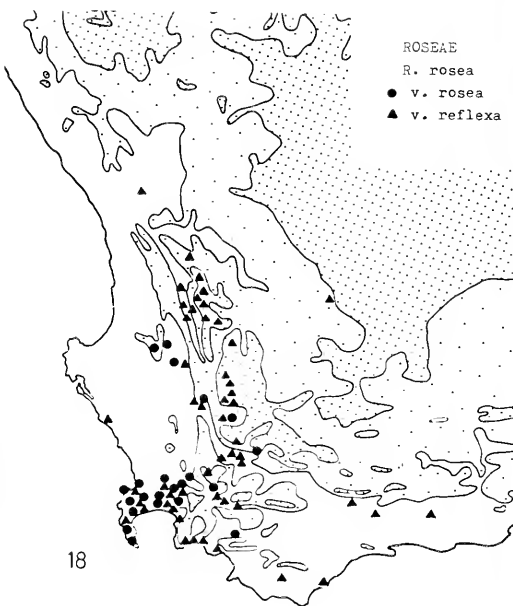 ROSEAE
R. rosea
● v. rosea
▲ v. reflexa
18